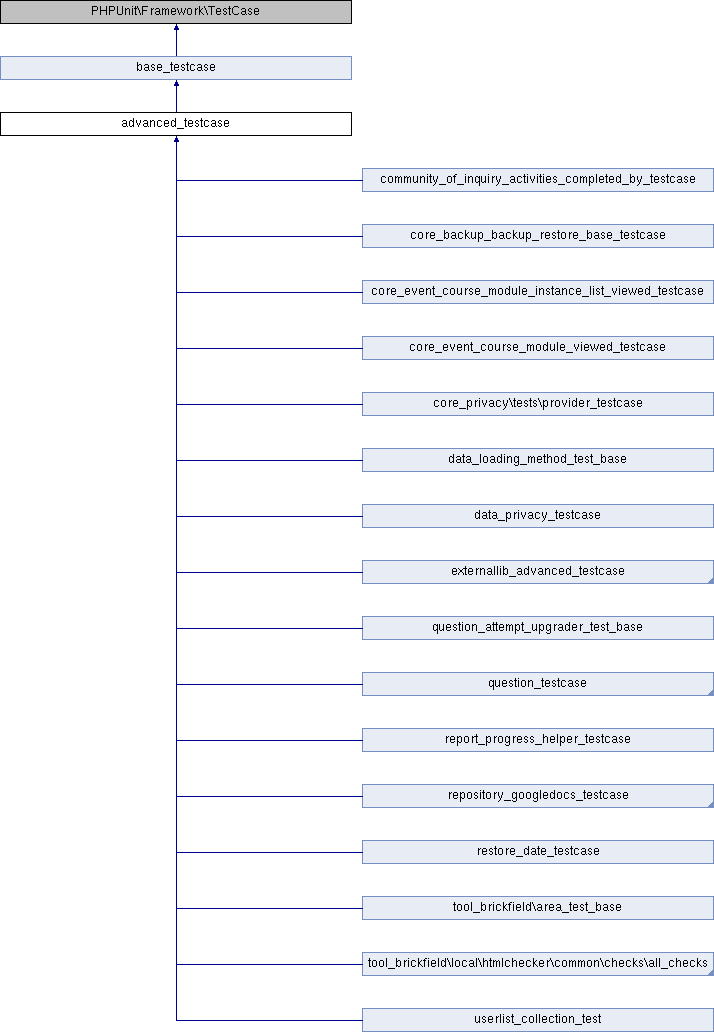 PHPUnit\Framework\TestCase
base_testcase
advanced_testcase
community_of_inquiry_activities_completed_by_testcase
core_backup_backup_restore_base_testcase
core_event_course_module_instance_list_viewed_testcase
core_event_course_module_viewed_testcase
core_privacy\tests\provider_testcase
data_loading_method_test_base
data_privacy_testcase
externallib_advanced_testcase
question_attempt_upgrader_test_base
question_testcase
report_progress_helper_testcase
repository_googledocs_testcase
restore_date_testcase
tool_brickfield\area_test_base
tool_brickfield\local\htmlchecker\common\checks\all_checks
userlist_collection_test